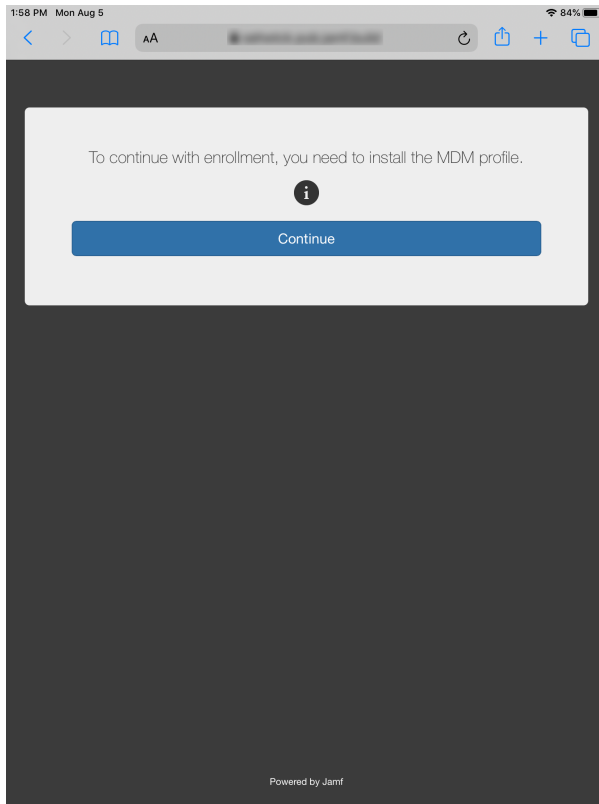 1:58 PM Mon Aug 5 84%
AA
To continue with enrollment, you need to install the MDM profile.
i
Continue
Powered by Jamf